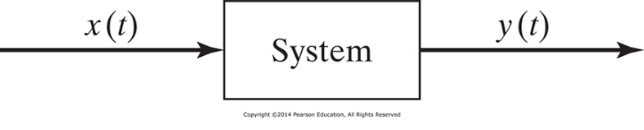 x(t)
System
y(t)
Copyright ©2014 Pearson Education, All Rights Reserved